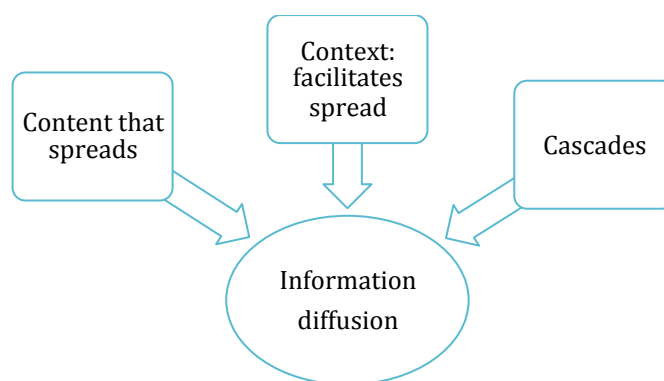 Content that
spreads
Context:
facilitates
spread
Cascades
Information
diffusion